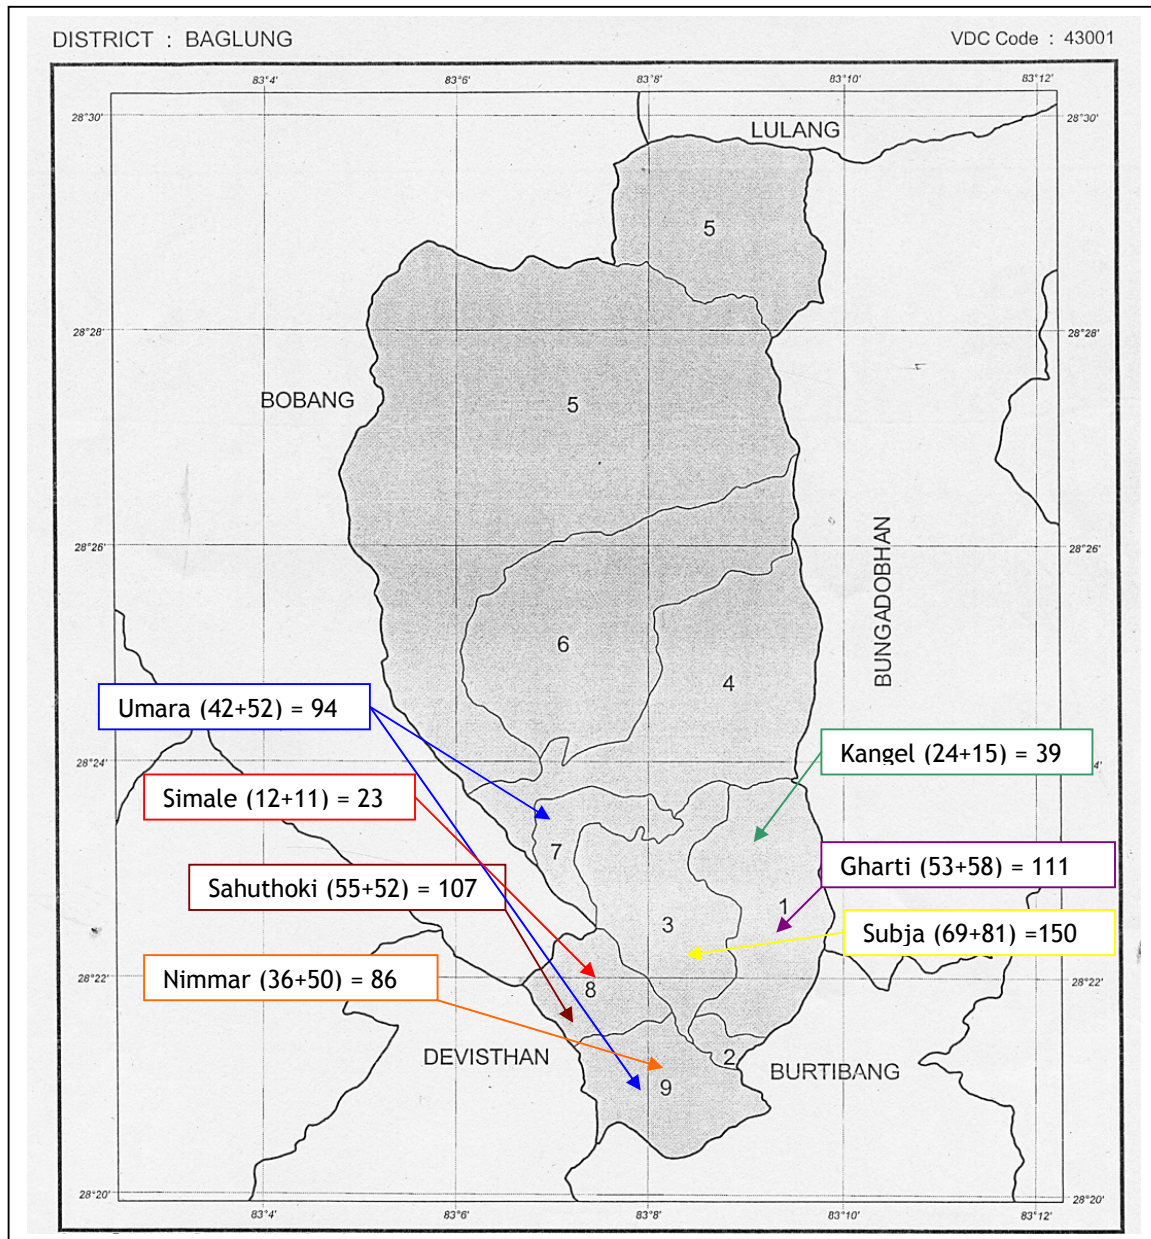 DISTRICT : BAGLUNG
VDC Code : 43001
83°4' 83°6' 83°8' 83°10' 83°12'
28°30' 28°30'
LULANG
5
28°28' 28°28'
BOBANG
5
28°26' 28°26'
BUNGADOBHAN
6
4
Umara (42+52) = 94
Kangel (24+15) = 39
28°24' 4'
Simale (12+11) = 23
7
Gharti (53+58) = 111
Sahuthoki (55+52) = 107
1
3
Subja (69+81) =150
Nimmar (36+50) = 86
28°22' 28°22'
8
DEVISTHAN
2
BURTIBANG
9
28°20' 28°20'
83°4' 83°6' 83°8' 83°10' 83°12'